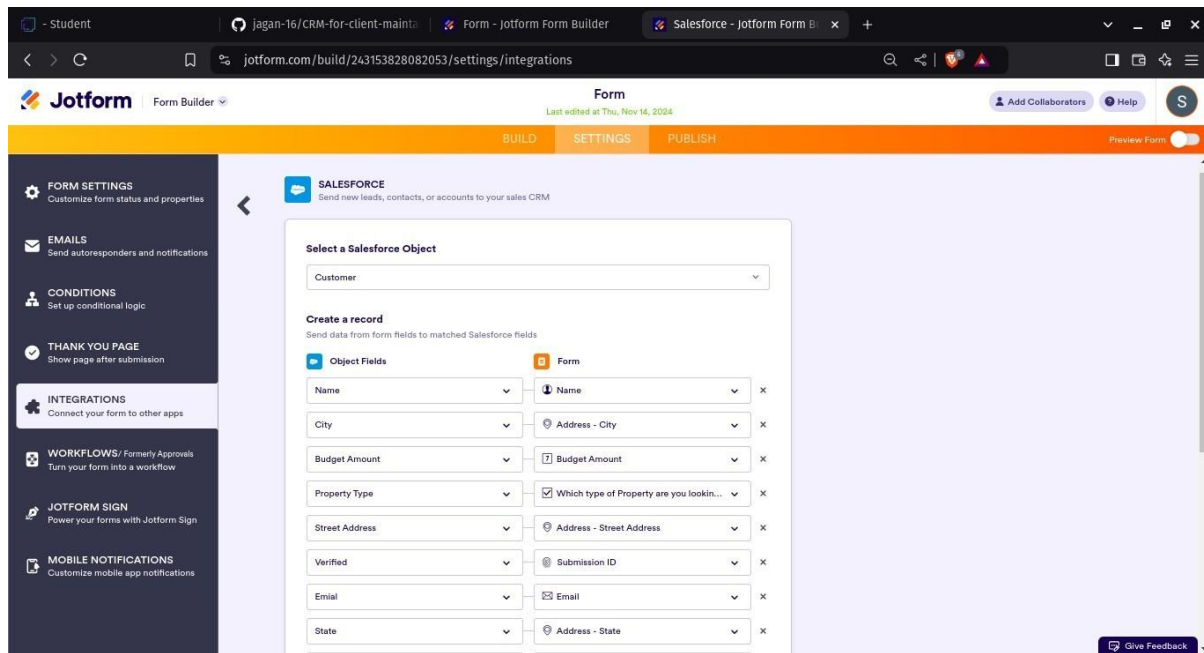 - Student
jagan-16/CRM-for-client-mainta
Form - Jotform Form Builder
Salesforce - Jotform Form Bu
jotform.com/build/243153828082053/settings/integrations
Jotform
Form Builder
Form
Last edited at Thu, Nov 14, 2024
Add Collaborators
Help
S
BUILD
SETTINGS
PUBLISH
Preview Form
FORM SETTINGS
Customize form status and properties
EMAILS
Send autoresponders and notifications
CONDITIONS
Set up conditional logic
THANK YOU PAGE
Show page after submission
INTEGRATIONS
Connect your form to other apps
WORKFLOWS/ Formerly Approvals
Turn your form into a workflow
JOTFORM SIGN
Power your forms with Jotform Sign
MOBILE NOTIFICATIONS
Customize mobile app notifications
SALESFORCE
Send new leads, contacts, or accounts to your sales CRM
Select a Salesforce Object
Customer
Create a record
Send data from form fields to matched Salesforce fields
Object Fields
Form
Name
Name
City
Address - City
Budget Amount
Budget Amount
Property Type
Which type of Property are you lookin...
Street Address
Address - Street Address
Verified
Submission ID
Emial
Email
State
Address - State
Give Feedback